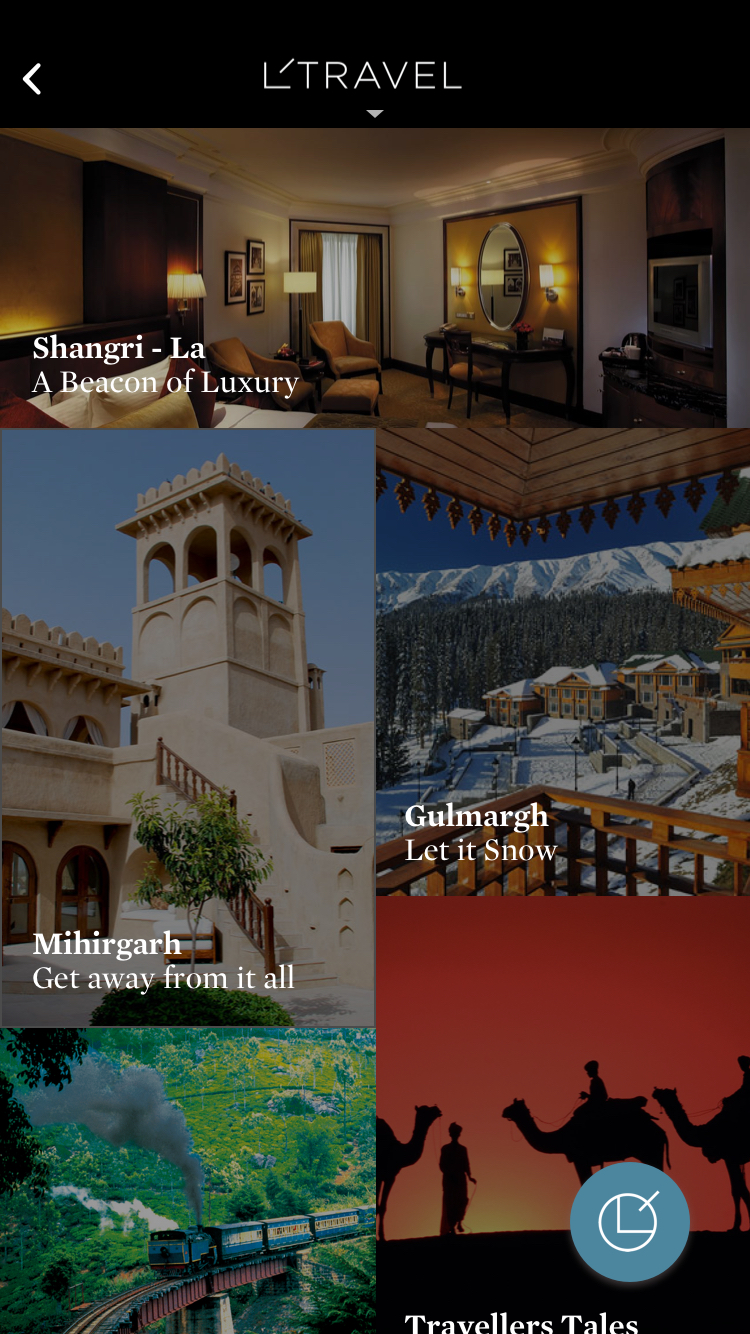 L'TRAVEL
Shangri - La
A Beacon of Luxury
Gulmargh
Let it Snow
Mihirgarh
Get away from it all
Travellers Tales